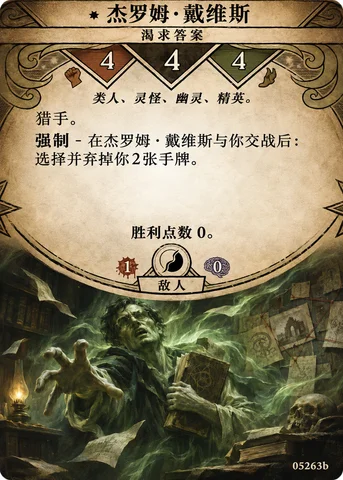 杰罗姆·戴维斯
渴求答案
4 4 4
类人、灵怪、幽灵、精英。
猎手。
强制 - 在杰罗姆·戴维斯与你交战后：
选择并弃掉你2张手牌。
胜利点数 0。
1 0
敌人
05263b